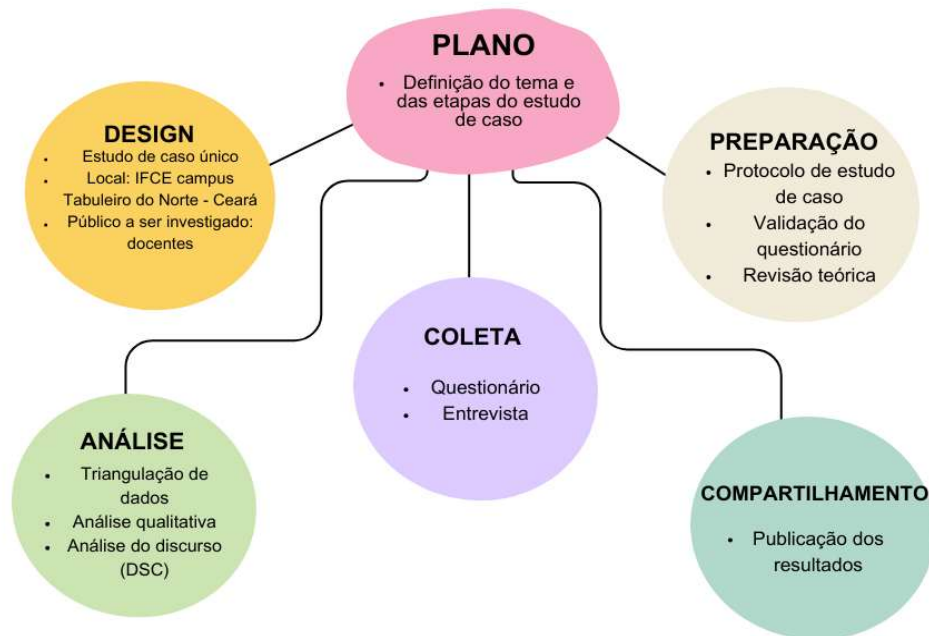 PLANO
• Definição do tema e
das etapas do estudo
de caso
DESIGN
• Estudo de caso único
• Local: IFCE campus
Tabuleiro do Norte - Ceará
• Público a ser investigado:
docentes
PREPARAÇÃO
• Protocolo de estudo
de caso
• Validação do
questionário
• Revisão teórica
COLETA
• Questionário
• Entrevista
ANÁLISE
• Triangulação de
dados
• Análise qualitativa
• Análise do discurso
(DSC)
COMPARTILHAMENTO
• Publicação dos
resultados